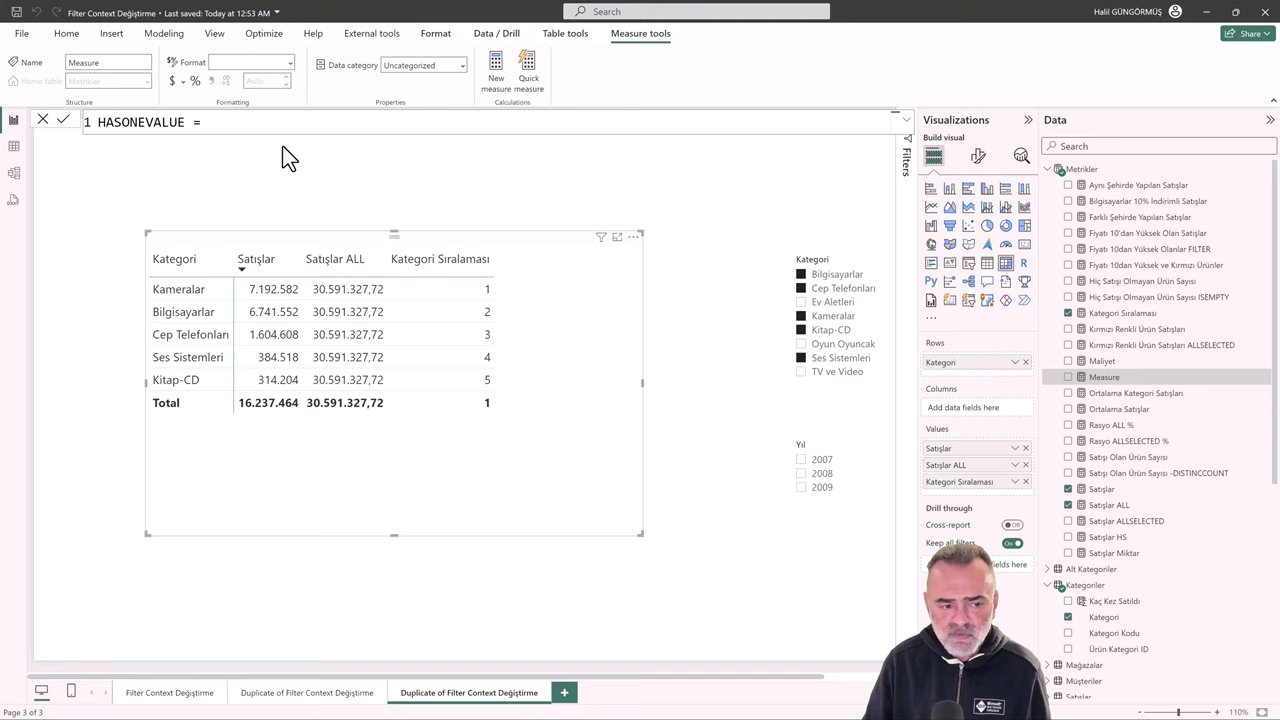 Filter Context Değiştirme • Last saved: Today at 12:53 AM
Search
Halil GÜNGÖRMÜŞ
File
Home
Insert
Modeling
View
Optimize
Help
External tools
Format
Data / Drill
Table tools
Measure tools
Share
Name
Measure
Home table
Metrikler
Structure
Format
$ % 9
Auto
Formatting
Data category
Uncategorized
Properties
New measure
Quick measure
Calculations
1 HASONEVALUE =
Filters
Kategori Satışlar Satışlar ALL Kategori Sıralaması
Kameralar 7.192.582 30.591.327,72 1
Bilgisayarlar 6.741.552 30.591.327,72 2
Cep Telefonları 1.604.608 30.591.327,72 3
Ses Sistemleri 384.518 30.591.327,72 4
Kitap-CD 314.204 30.591.327,72 5
Total 16.237.464 30.591.327,72 1
Kategori
Bilgisayarlar
Cep Telefonları
Ev Aletleri
Kameralar
Kitap-CD
Oyun Oyuncak
Ses Sistemleri
TV ve Video
Yıl
2007
2008
2009
Visualizations
Build visual
Rows
Kategori
Columns
Add data fields here
Values
Satışlar
Satışlar ALL
Kategori Sıralaması
Drill through
Cross-report
Off
Keep all filters
On
fields here
Data
Search
Metrikler
Aynı Şehirde Yapılan Satışlar
Bilgisayarlar 10% İndirimli Satışlar
Farklı Şehirde Yapılan Satışlar
Fiyatı 10'dan Yüksek Olan Satışlar
Fiyatı 10dan Yüksek Olanlar FILTER
Fiyatı 10dan Yüksek ve Kırmızı Ürünler
Hiç Satışı Olmayan Ürün Sayısı
Hiç Satışı Olmayan Ürün Sayısı ISEMPTY
Kategori Sıralaması
Kırmızı Renkli Ürün Satışları
Kırmızı Renkli Ürün Satışları ALLSELECTED
Maliyet
Measure
Ortalama Kategori Satışları
Ortalama Satışlar
Rasyo ALL %
Rasyo ALLSELECTED %
Satışı Olan Ürün Sayısı
Satışı Olan Ürün Sayısı -DISTINCCOUNT
Satışlar
Satışlar ALL
Satışlar ALLSELECTED
Satışlar HS
Satışlar Miktar
Alt Kategoriler
Kategoriler
Kaç Kez Satıldı
Kategori
Kategori Kodu
Ürün Kategori ID
Mağazalar
Müşteriler
Satışlar
Filter Context Değiştirme
Duplicate of Filter Context Değiştirme
Duplicate of Filter Context Değiştirme
Page 3 of 3
110%